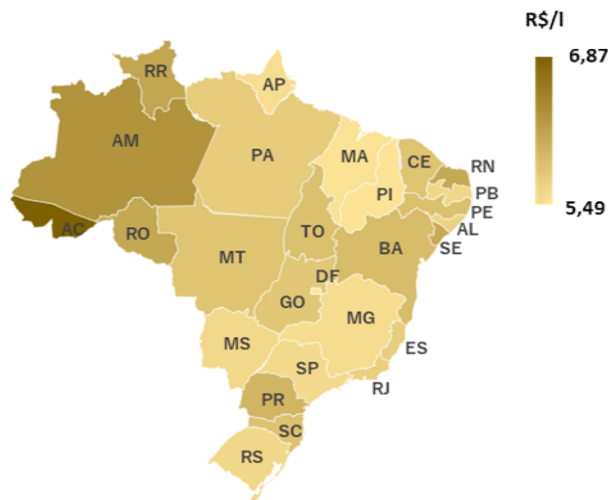 R$/l
6,87
5,49
RR
AP
AM
PA
MA
CE
RN
PI
PB
PE
AL
SE
AC
RO
TO
BA
MT
DF
GO
MG
MS
ES
SP
RJ
PR
SC
RS